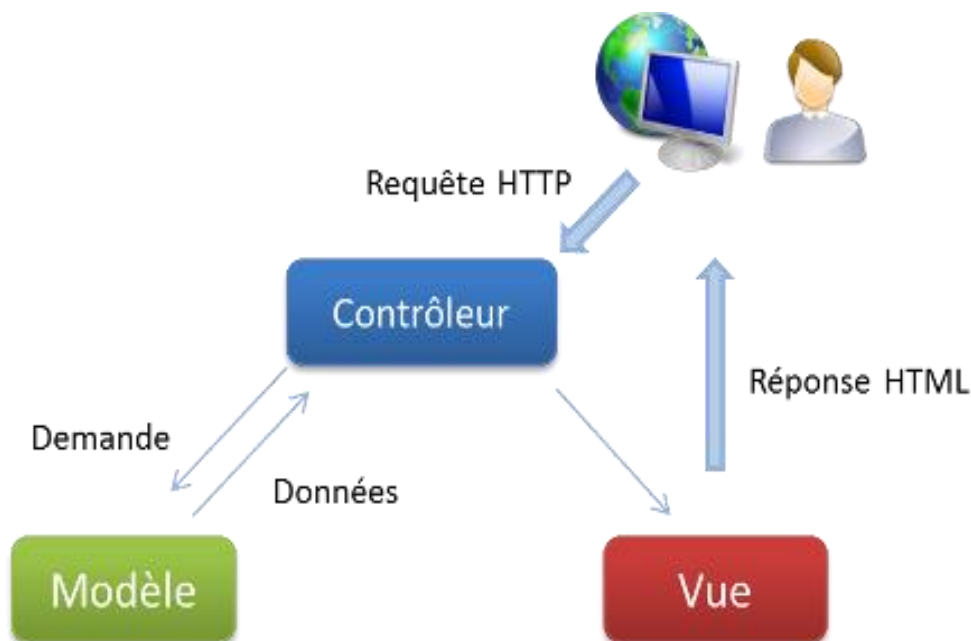 Requête HTTP
Contrôleur
Réponse HTML
Demande
Données
Modèle
Vue